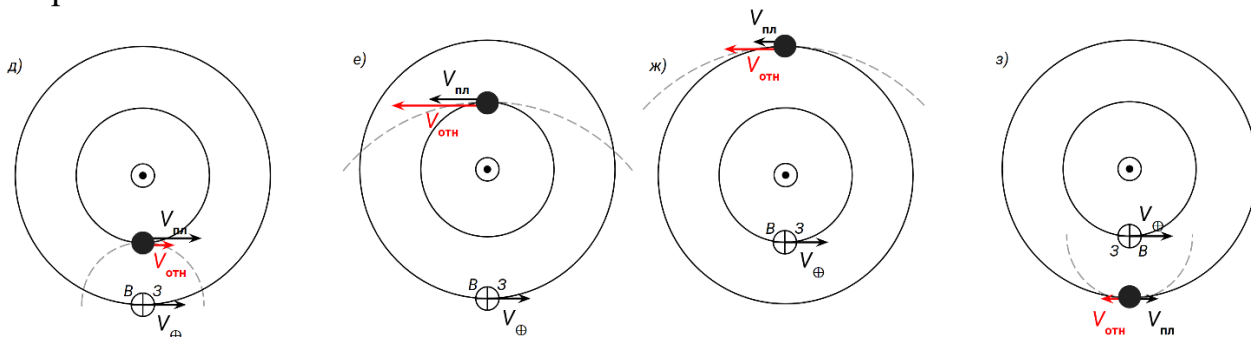 д)
V пл
V отн
В З
V ⊕
е)
V пл
V отн
В З
V ⊕
ж)
V пл
V отн
В З
V ⊕
з)
V ⊕
З В
V отн V пл